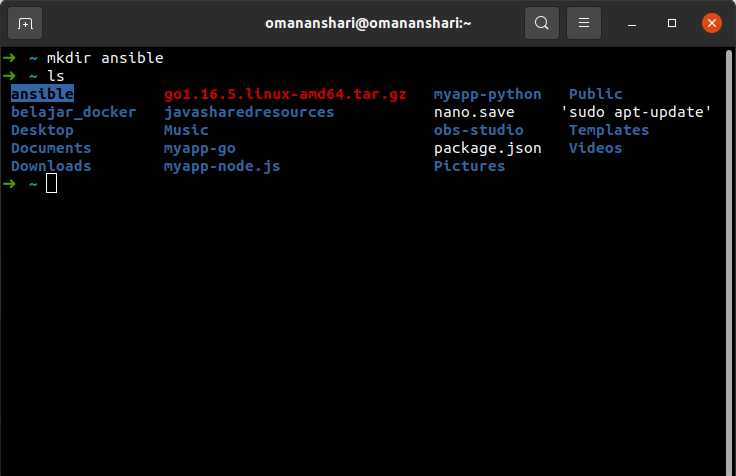 omananshari@omananshari:~
➜ ~ mkdir ansible
➜ ~ ls
ansible go1.16.5.linux-amd64.tar.gz myapp-python Public
belajar_docker javasharedresources nano.save 'sudo apt-update'
Desktop Music obs-studio Templates
Documents myapp-go package.json Videos
Downloads myapp-node.js Pictures
➜ ~